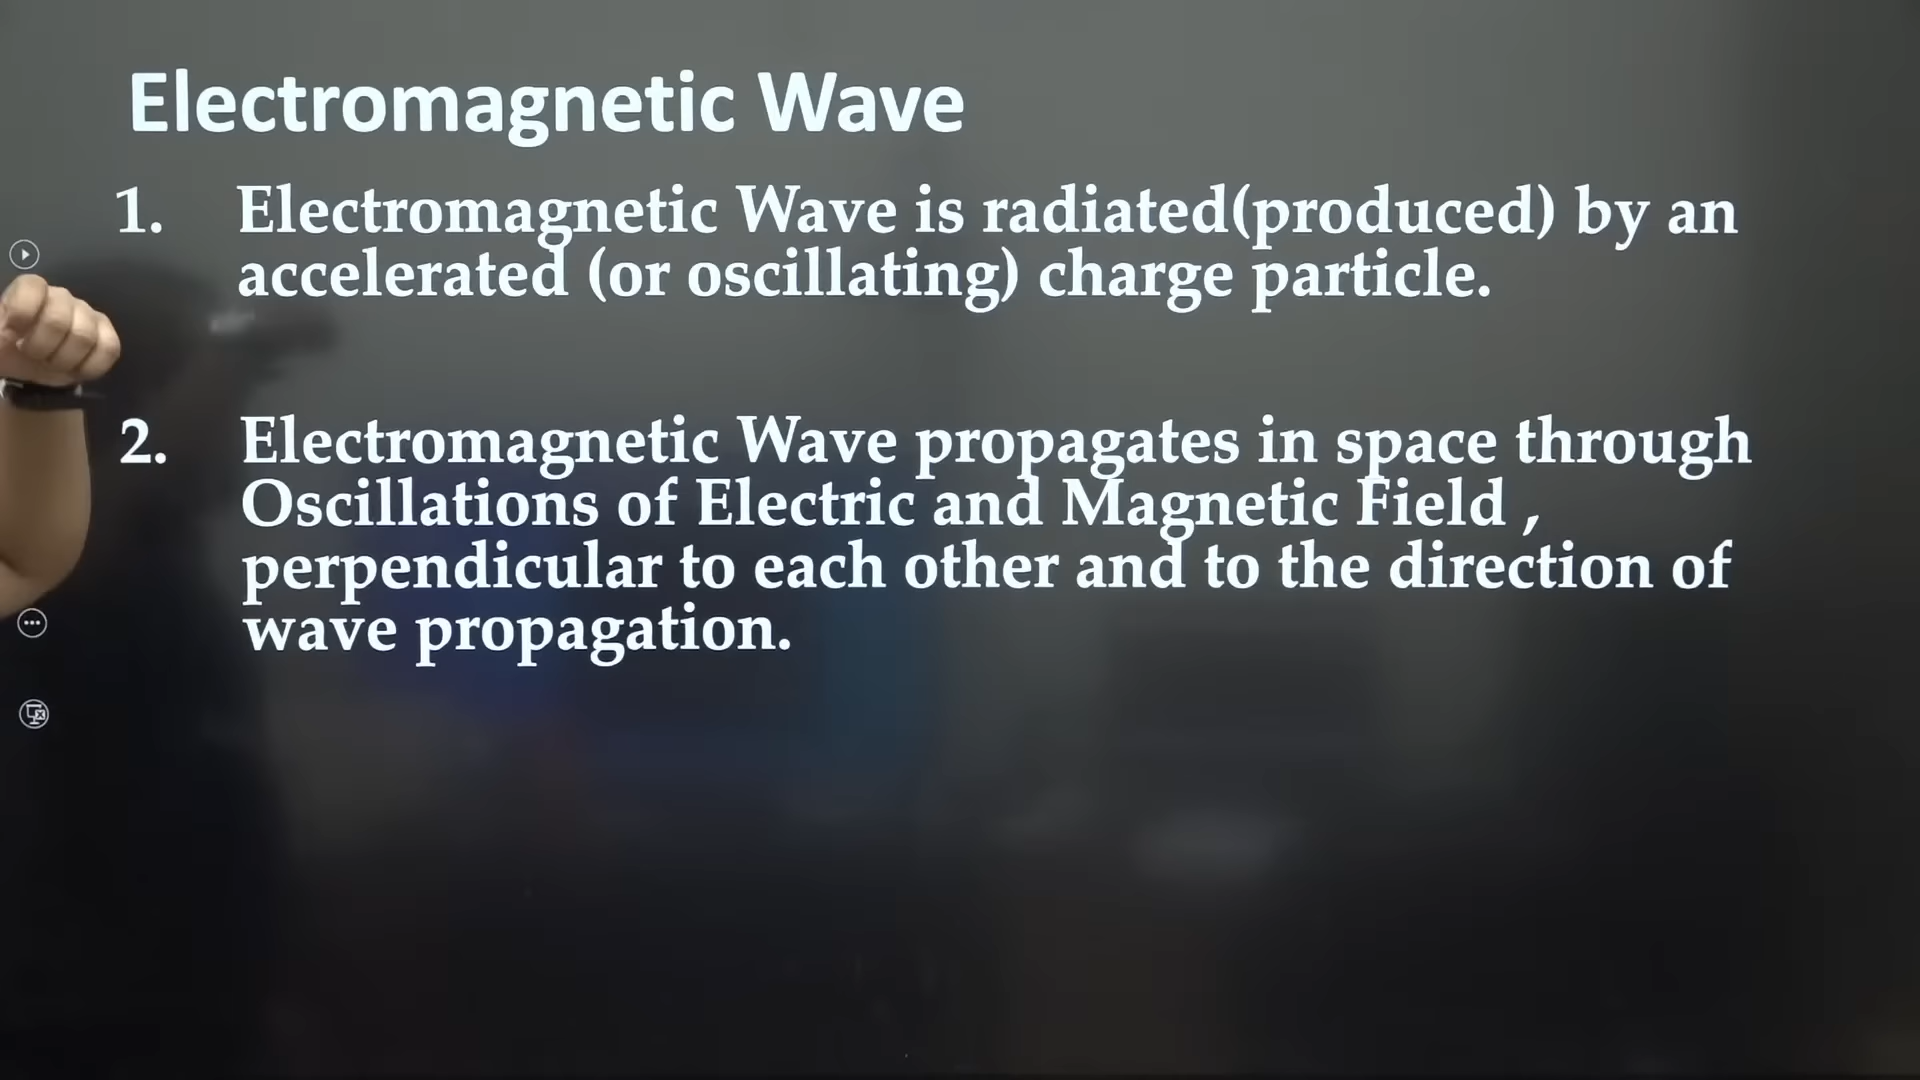 Electromagnetic Wave
1. Electromagnetic Wave is radiated(produced) by an
accelerated (or oscillating) charge particle.
2. Electromagnetic Wave propagates in space through
Oscillations of Electric and Magnetic Field ,
perpendicular to each other and to the direction of
wave propagation.